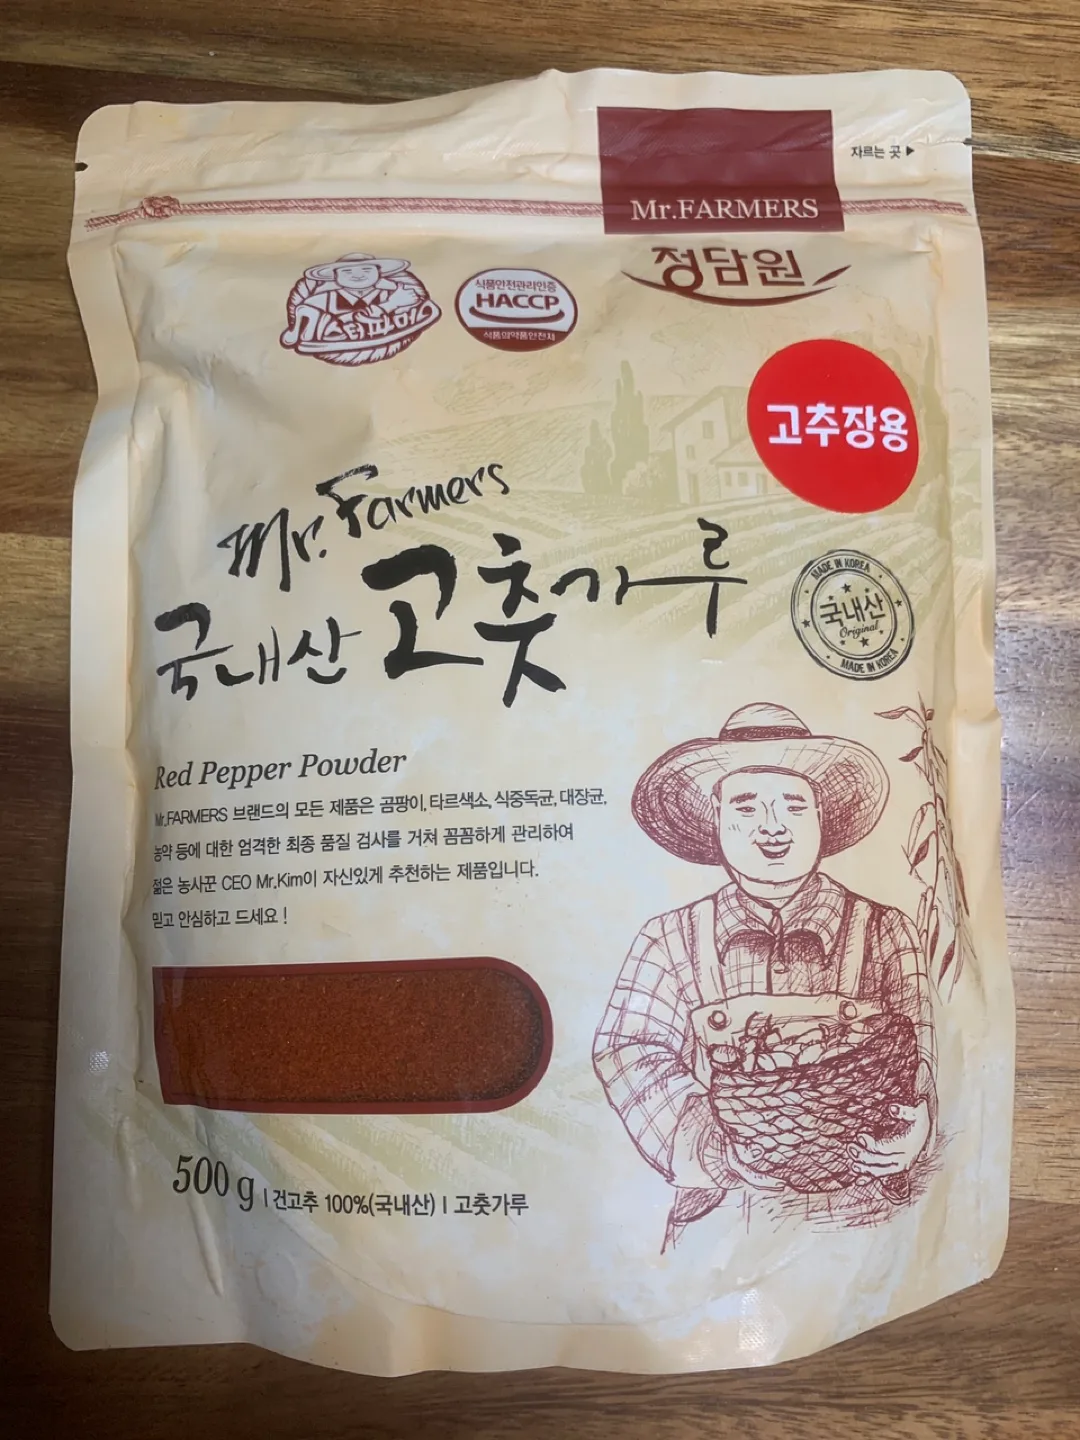 Mr.FARMERS
자르는 곳 ▶
정담원
미스터파머스
식품안전관리인증
HACCP
식품의약품안전처
고추장용
Mr. Farmers
국내산 고춧가루
MADE IN KOREA
국내산
Original
MADE IN KOREA
Red Pepper Powder
Mr.FARMERS 브랜드의 모든 제품은 곰팡이, 타르색소, 식중독균, 대장균,
농약 등에 대한 엄격한 최종 품질 검사를 거쳐 꼼꼼하게 관리하여
젊은 농사꾼 CEO Mr.Kim이 자신있게 추천하는 제품입니다.
믿고 안심하고 드세요 !
500 g | 건고추 100%(국내산) | 고춧가루